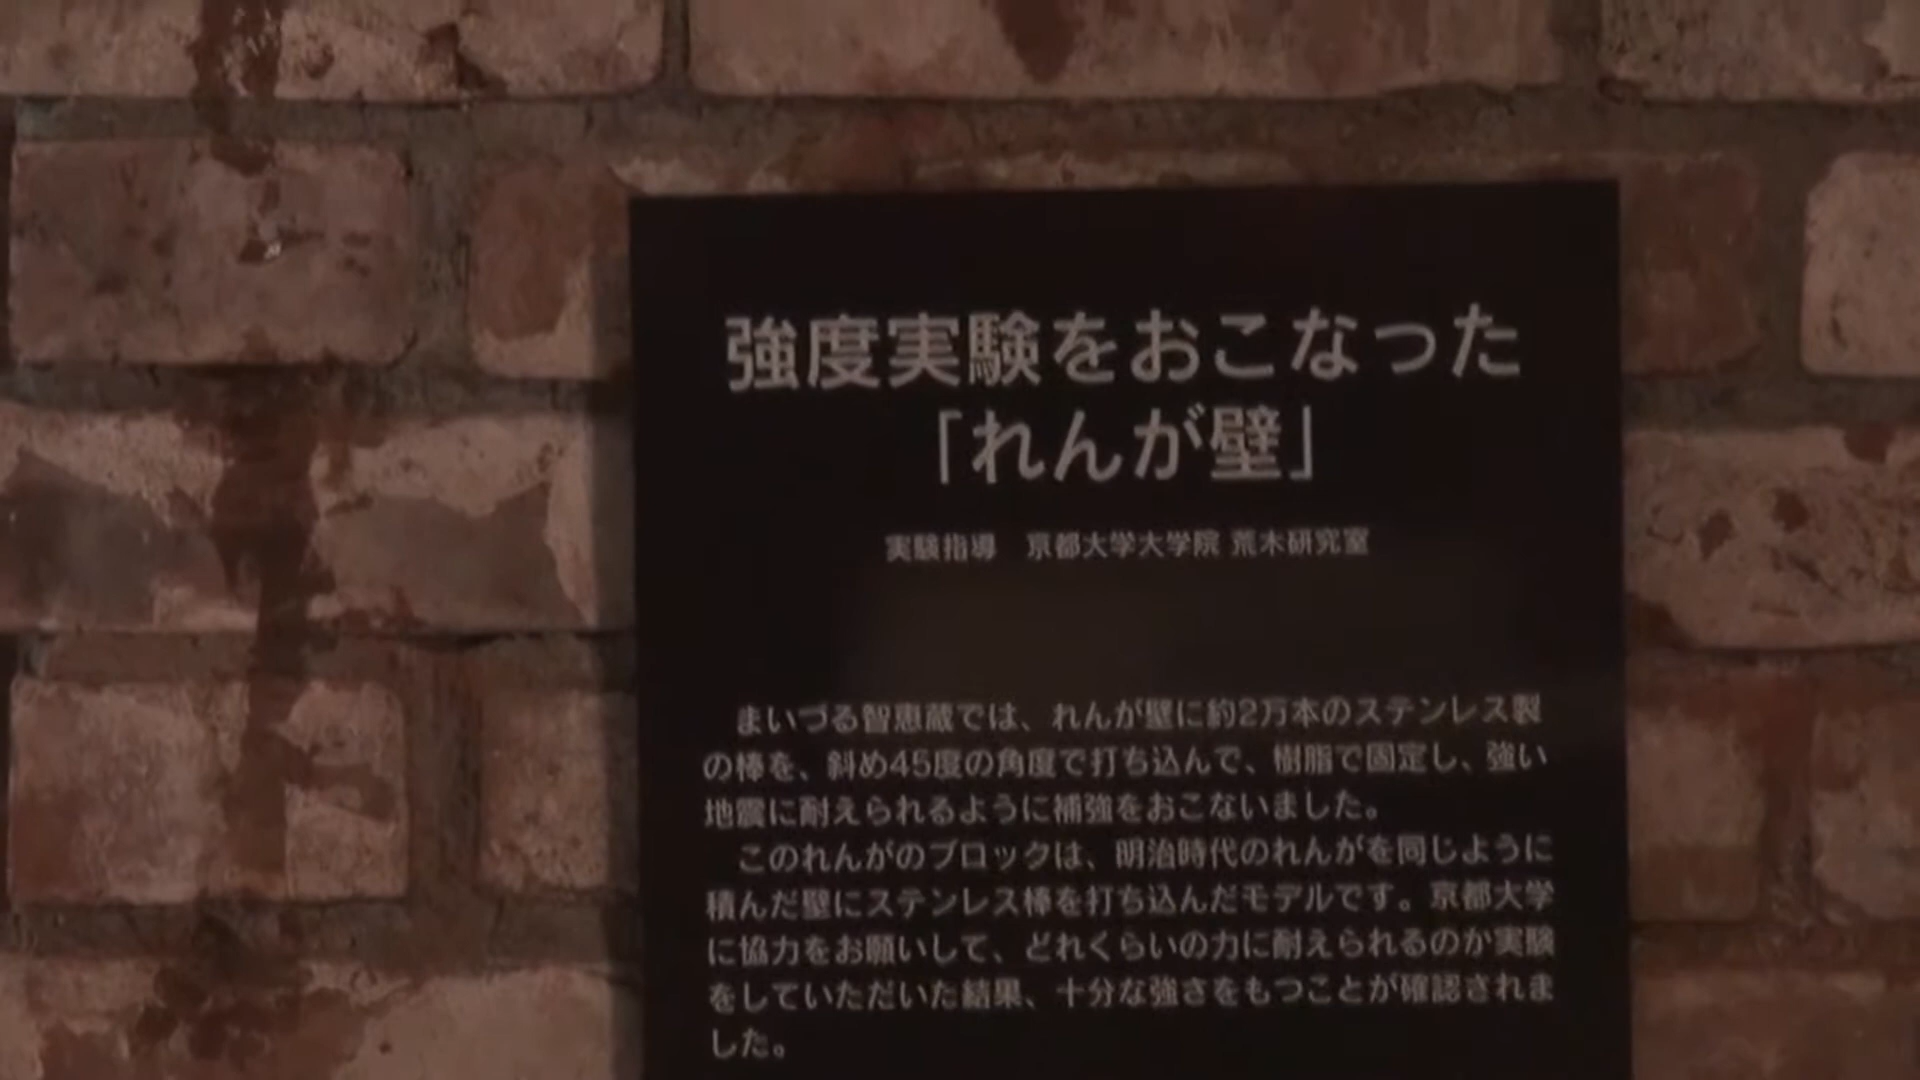 強度実験をおこなった
「れんが壁」
実験指導　京都大学大学院 荒木研究室
まいづる智恵蔵では、れんが壁に約2万本のステンレス製
の棒を、斜め45度の角度で打ち込んで、樹脂で固定し、強い
地震に耐えられるように補強をおこないました。
このれんがのブロックは、明治時代のれんがを同じように
積んだ壁にステンレス棒を打ち込んだモデルです。京都大学
に協力をお願いして、どれくらいの力に耐えられるのか実験
をしていただいた結果、十分な強さをもつことが確認されま
した。